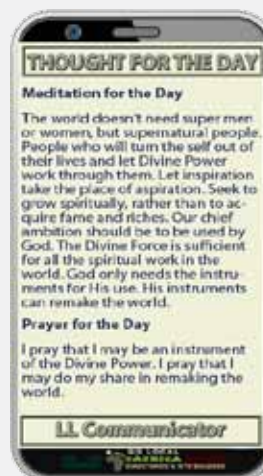 THOUGHT FOR THE DAY
Meditation for the Day
The world doesn't need super men
or women, but supernatural people.
People who will turn the self out of
their lives and let Divine Power
work through them. Let inspiration
take the place of aspiration. Seek to
grow spiritually, rather than to ac-
quire fame and riches. Our chief
ambition should be to be used by
God. The Divine Force is sufficient
for all the spiritual work in the
world. God only needs the instru-
ments for His use. His instruments
can remake the world.
Prayer for the Day
I pray that I may be an instrument
of the Divine Power. I pray that I
may do my share in remaking the
world.
LL Communicator
LOCAL
AFRICA